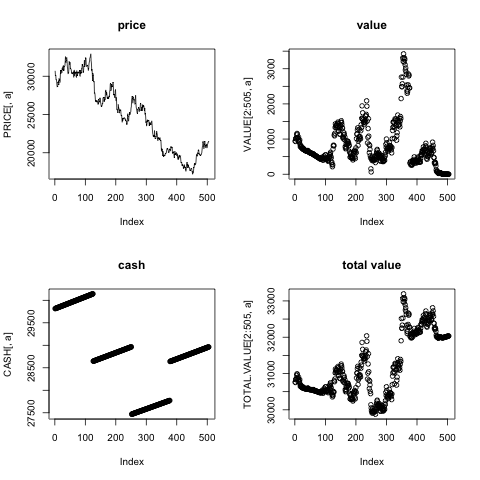 price
PRICE[, a]
30000
25000
20000
0 100 200 300 400 500
Index
value
VALUE[2:505, a]
3000
2000
1000
0
0 100 200 300 400 500
Index
cash
CASH[, a]
29500
28500
27500
0 100 200 300 400 500
Index
total value
TOTAL.VALUE[2:505, a]
33000
32000
31000
30000
0 100 200 300 400 500
Index